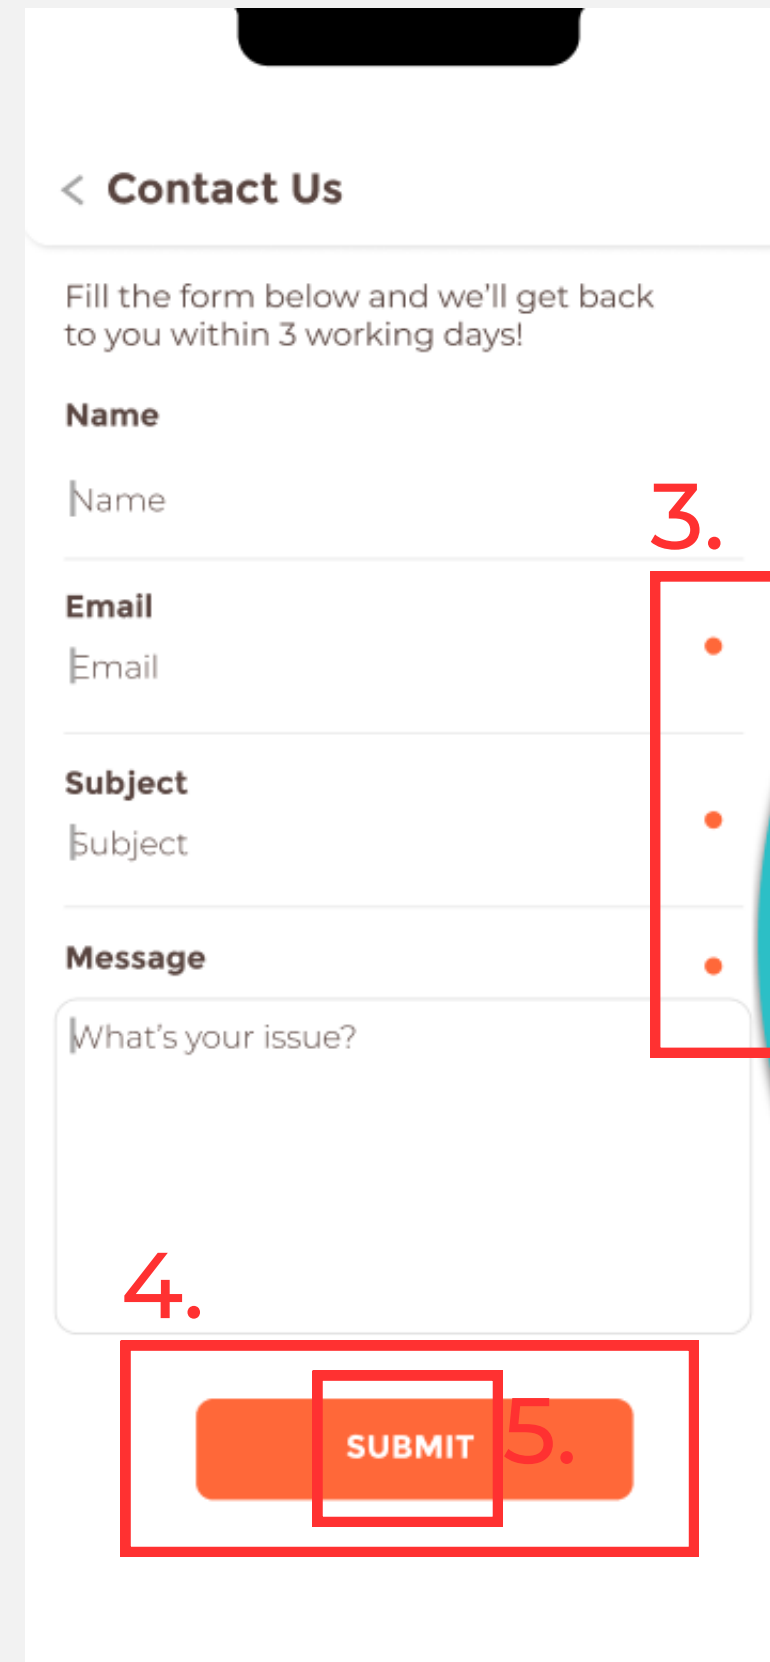 < Contact Us
Fill the form below and we'll get back
to you within 3 working days!
Name
Name
3.
Email
Email
Subject
Subject
Message
What's your issue?
4.
SUBMIT
5.